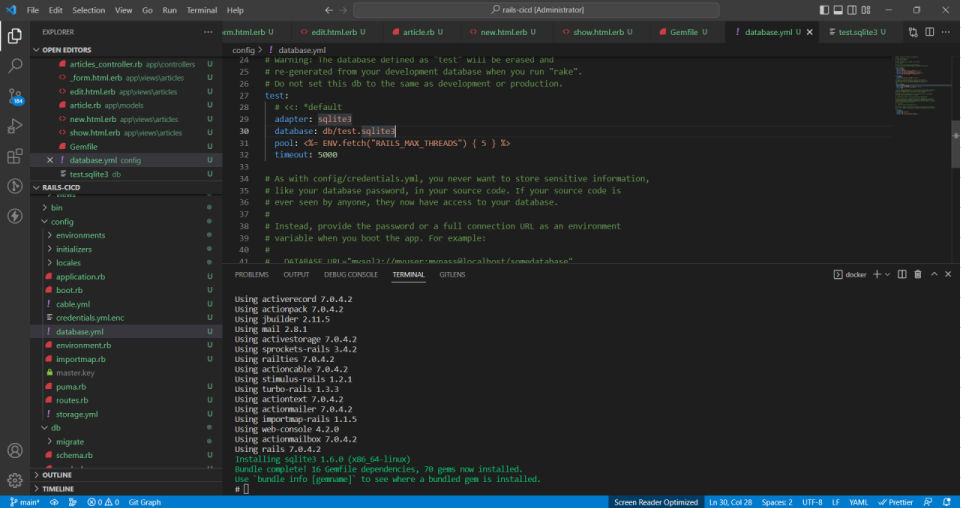 File Edit Selection View Go Run Terminal Help
rails-cicd [Administrator]
EXPLORER
OPEN EDITORS
articles_controller.rb app\controllers U
_form.html.erb app\views\articles U
edit.html.erb app\views\articles U
article.rb app\models U
new.html.erb app\views\articles U
show.html.erb app\views\articles U
Gemfile U
database.yml config U
test.sqlite3 db U
RAILS-CICD
views
bin
config
environments
initializers
locales
application.rb U
boot.rb U
cable.yml U
credentials.yml.enc U
database.yml U
environment.rb U
importmap.rb U
master.key
puma.rb U
routes.rb U
storage.yml U
db
migrate
schema.rb U
OUTLINE
TIMELINE
184
rm.html.erb U edit.html.erb U article.rb U new.html.erb U show.html.erb U Gemfile U database.yml U test.sqlite3 U
config > database.yml
24 # Warning: The database defined as "test" will be erased and
25 # re-generated from your development database when you run "rake".
26 # Do not set this db to the same as development or production.
27 test:
28 # <<: *default
29 adapter: sqlite3
30 database: db/test.sqlite3
31 pool: <%= ENV.fetch("RAILS_MAX_THREADS") { 5 } %>
32 timeout: 5000
33
34 # As with config/credentials.yml, you never want to store sensitive information,
35 # like your database password, in your source code. If your source code is
36 # ever seen by anyone, they now have access to your database.
37 #
38 # Instead, provide the password or a full connection URL as an environment
39 # variable when you boot the app. For example:
40 #
41 # DATABASE_URL="mysql2://myuser:mypass@localhost/somedatabase"
PROBLEMS OUTPUT DEBUG CONSOLE TERMINAL GITLENS
docker
Using activerecord 7.0.4.2
Using actionpack 7.0.4.2
Using jbuilder 2.11.5
Using mail 2.8.1
Using activestorage 7.0.4.2
Using sprockets-rails 3.4.2
Using railties 7.0.4.2
Using actioncable 7.0.4.2
Using stimulus-rails 1.2.1
Using turbo-rails 1.3.3
Using actiontext 7.0.4.2
Using actionmailer 7.0.4.2
Using importmap-rails 1.1.5
Using web-console 4.2.0
Using actionmailbox 7.0.4.2
Using rails 7.0.4.2
Installing sqlite3 1.6.0 (x86_64-linux)
Bundle complete! 16 Gemfile dependencies, 70 gems now installed.
Use `bundle info [gemname]` to see where a bundled gem is installed.
#
main* 0 0 Git Graph
Screen Reader Optimized Ln 30, Col 28 Spaces: 2 UTF-8 LF YAML Prettier